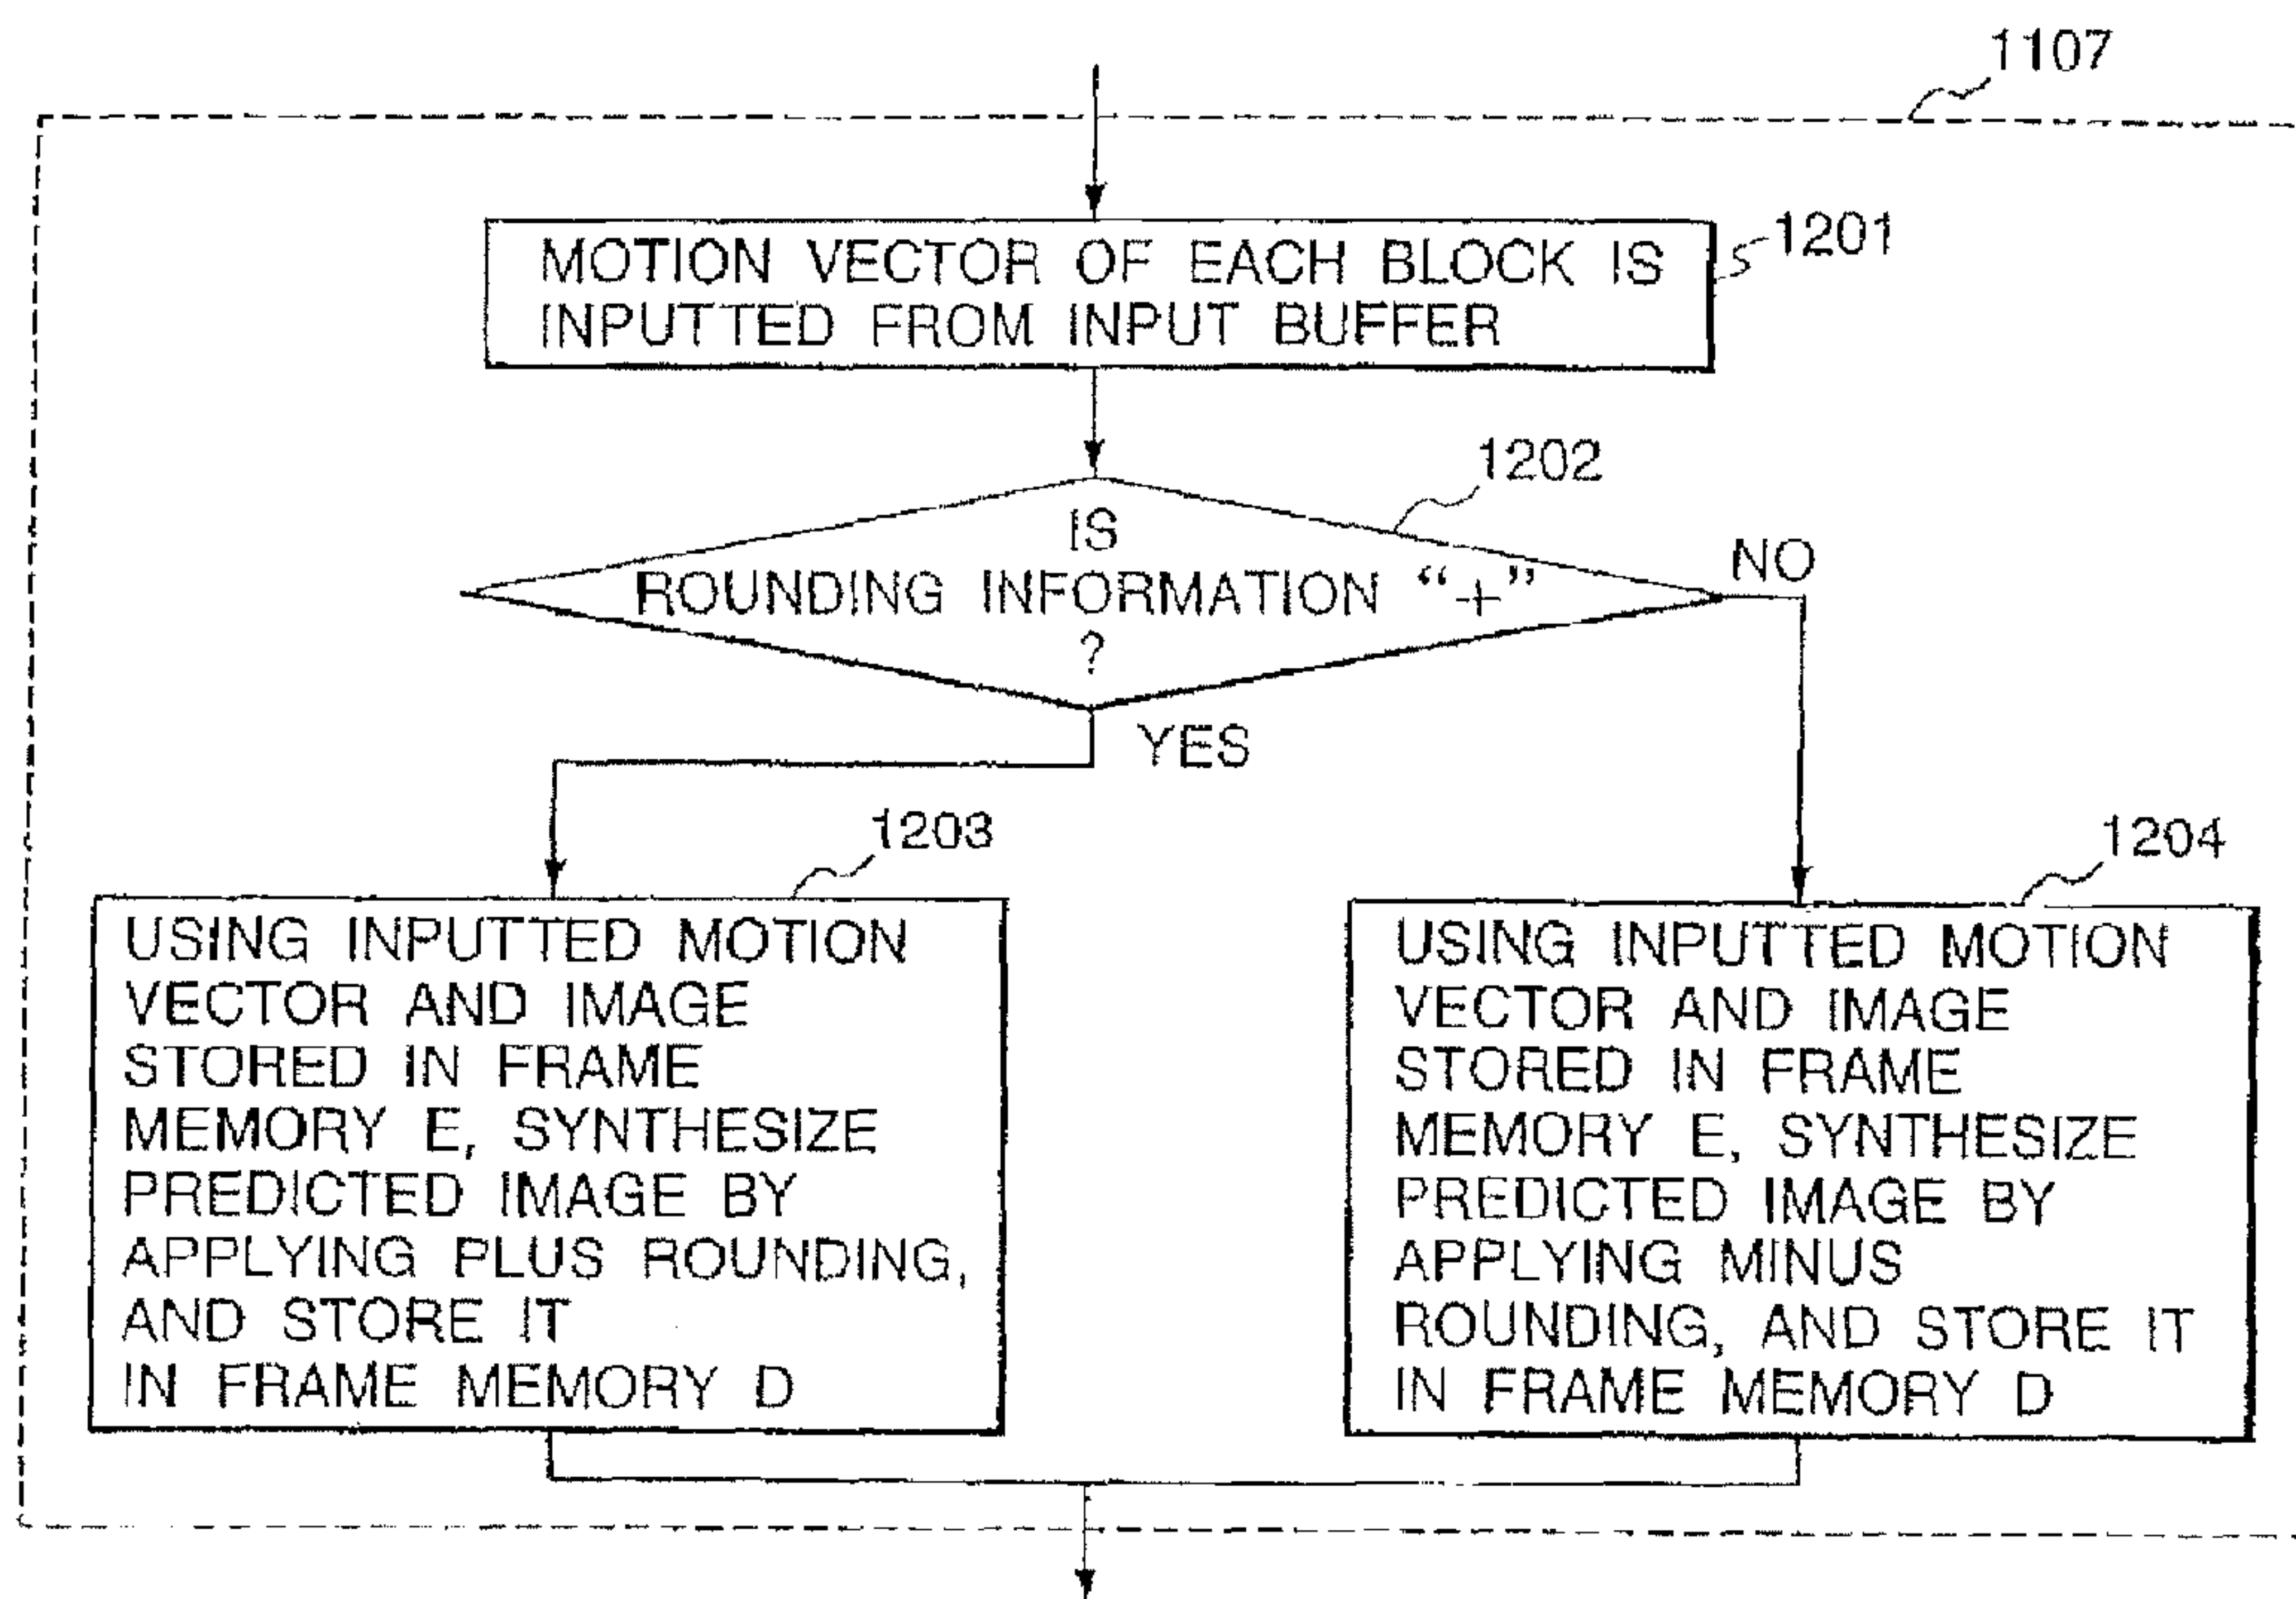 1107
MOTION VECTOR OF EACH BLOCK IS
INPUTTED FROM INPUT BUFFER
1201
1202
IS
ROUNDING INFORMATION “+”
?
NO
YES
1203
USING INPUTTED MOTION
VECTOR AND IMAGE
STORED IN FRAME
MEMORY E, SYNTHESIZE
PREDICTED IMAGE BY
APPLYING PLUS ROUNDING,
AND STORE IT
IN FRAME MEMORY D
1204
USING INPUTTED MOTION
VECTOR AND IMAGE
STORED IN FRAME
MEMORY E, SYNTHESIZE
PREDICTED IMAGE BY
APPLYING MINUS
ROUNDING, AND STORE IT
IN FRAME MEMORY D